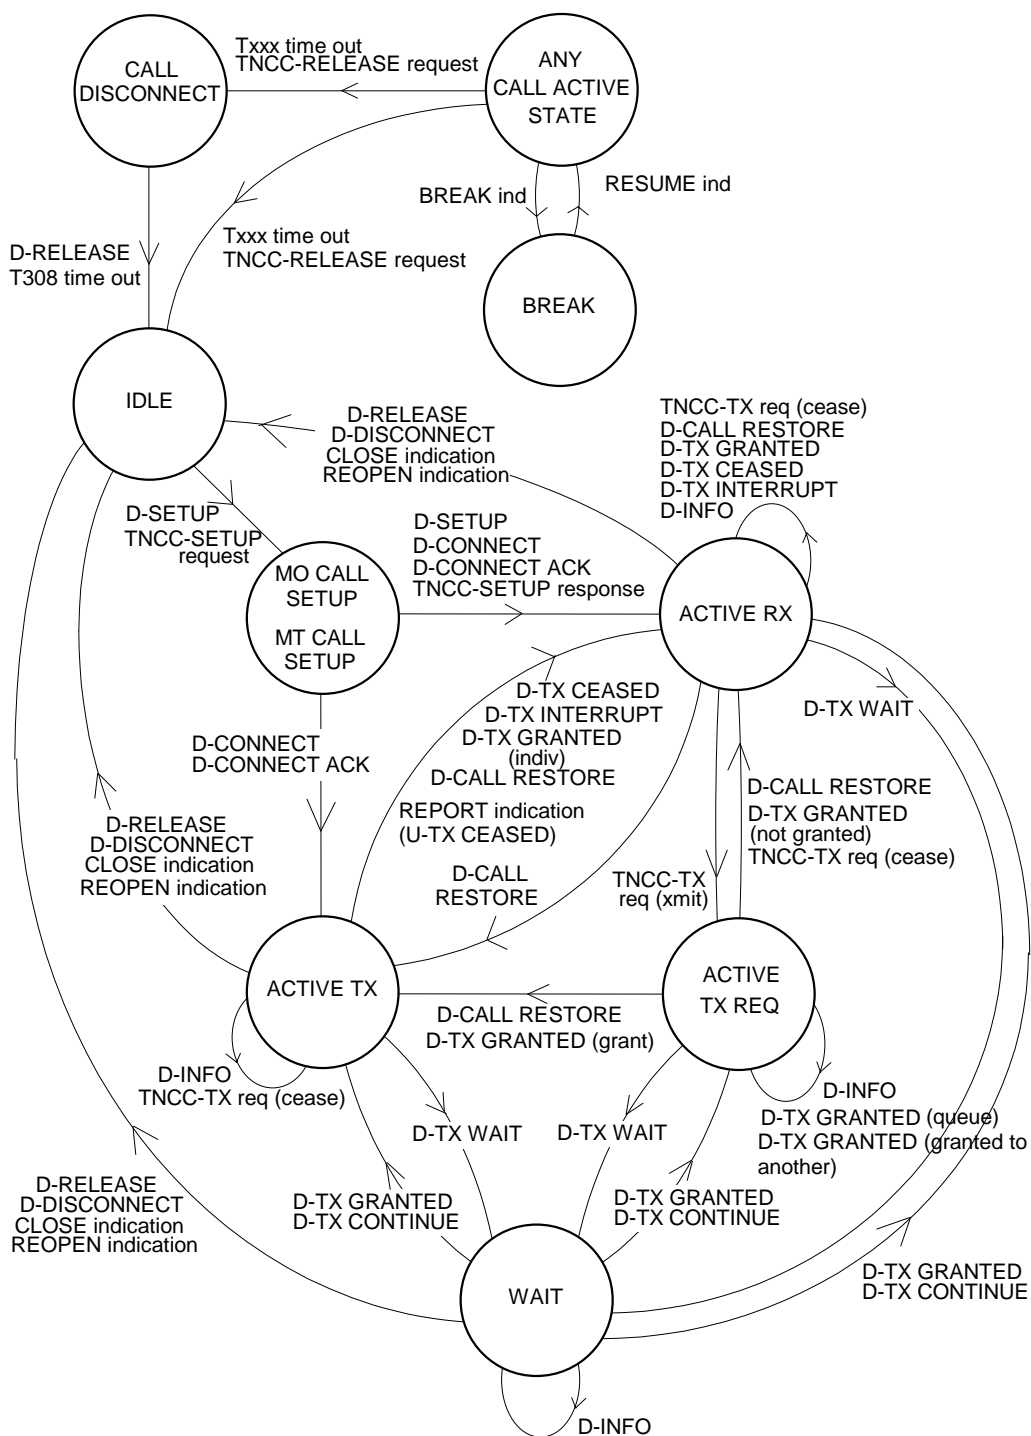 CALL
DISCONNECT
Txxx time out
TNCC-RELEASE request
ANY
CALL ACTIVE
STATE
BREAK ind
RESUME ind
Txxx time out
TNCC-RELEASE request
D-RELEASE
T308 time out
BREAK
IDLE
D-RELEASE
D-DISCONNECT
CLOSE indication
REOPEN indication
TNCC-TX req (cease)
D-CALL RESTORE
D-TX GRANTED
D-TX CEASED
D-TX INTERRUPT
D-INFO
D-SETUP
TNCC-SETUP
request
D-SETUP
D-CONNECT
D-CONNECT ACK
TNCC-SETUP response
MO CALL
SETUP
MT CALL
SETUP
ACTIVE RX
D-TX CEASED
D-TX INTERRUPT
D-TX GRANTED
(indiv)
D-CALL RESTORE
REPORT indication
(U-TX CEASED)
D-TX WAIT
D-CONNECT
D-CONNECT ACK
D-CALL RESTORE
D-TX GRANTED
(not granted)
TNCC-TX req (cease)
D-RELEASE
D-DISCONNECT
CLOSE indication
REOPEN indication
D-CALL
RESTORE
TNCC-TX
req (xmit)
ACTIVE TX
ACTIVE
TX REQ
D-CALL RESTORE
D-TX GRANTED (grant)
D-INFO
TNCC-TX req (cease)
D-INFO
D-TX GRANTED (queue)
D-TX GRANTED (granted to
another)
D-TX WAIT
D-TX WAIT
D-RELEASE
D-DISCONNECT
CLOSE indication
REOPEN indication
D-TX GRANTED
D-TX CONTINUE
D-TX GRANTED
D-TX CONTINUE
D-TX GRANTED
D-TX CONTINUE
WAIT
D-INFO